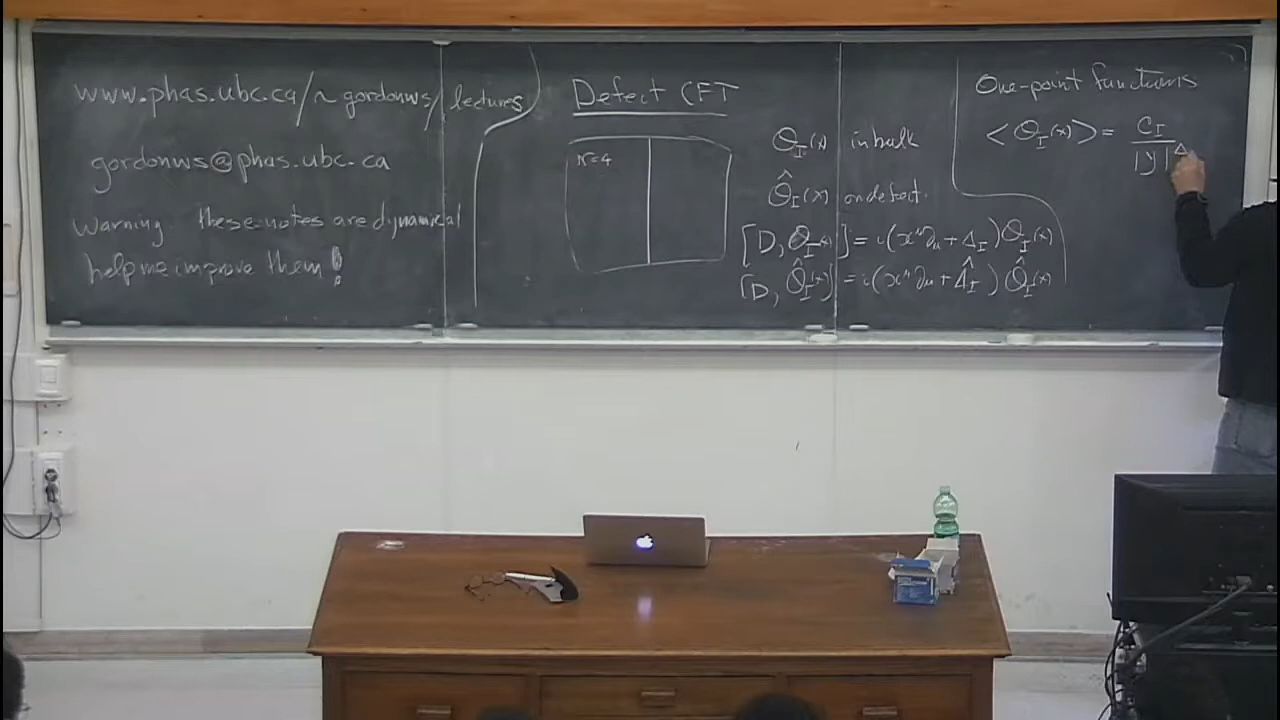 www.phas.ubc.ca/~gordonws/lectures
gordonws@phas.ubc.ca
Warning these notes are dynamical
help me improve them!
Defect CFT
N=4
O_I(x) in bulk
Ô_I(x) on defect.
[D, O_I(x)] = i(x^μ∂_μ + Δ_I) O_I(x)
[D, Ô_I(x)] = i(x^μ∂_μ + Δ̂_I) Ô_I(x)
One-point functions
<O_I(x)> = C_I / |y|^Δ